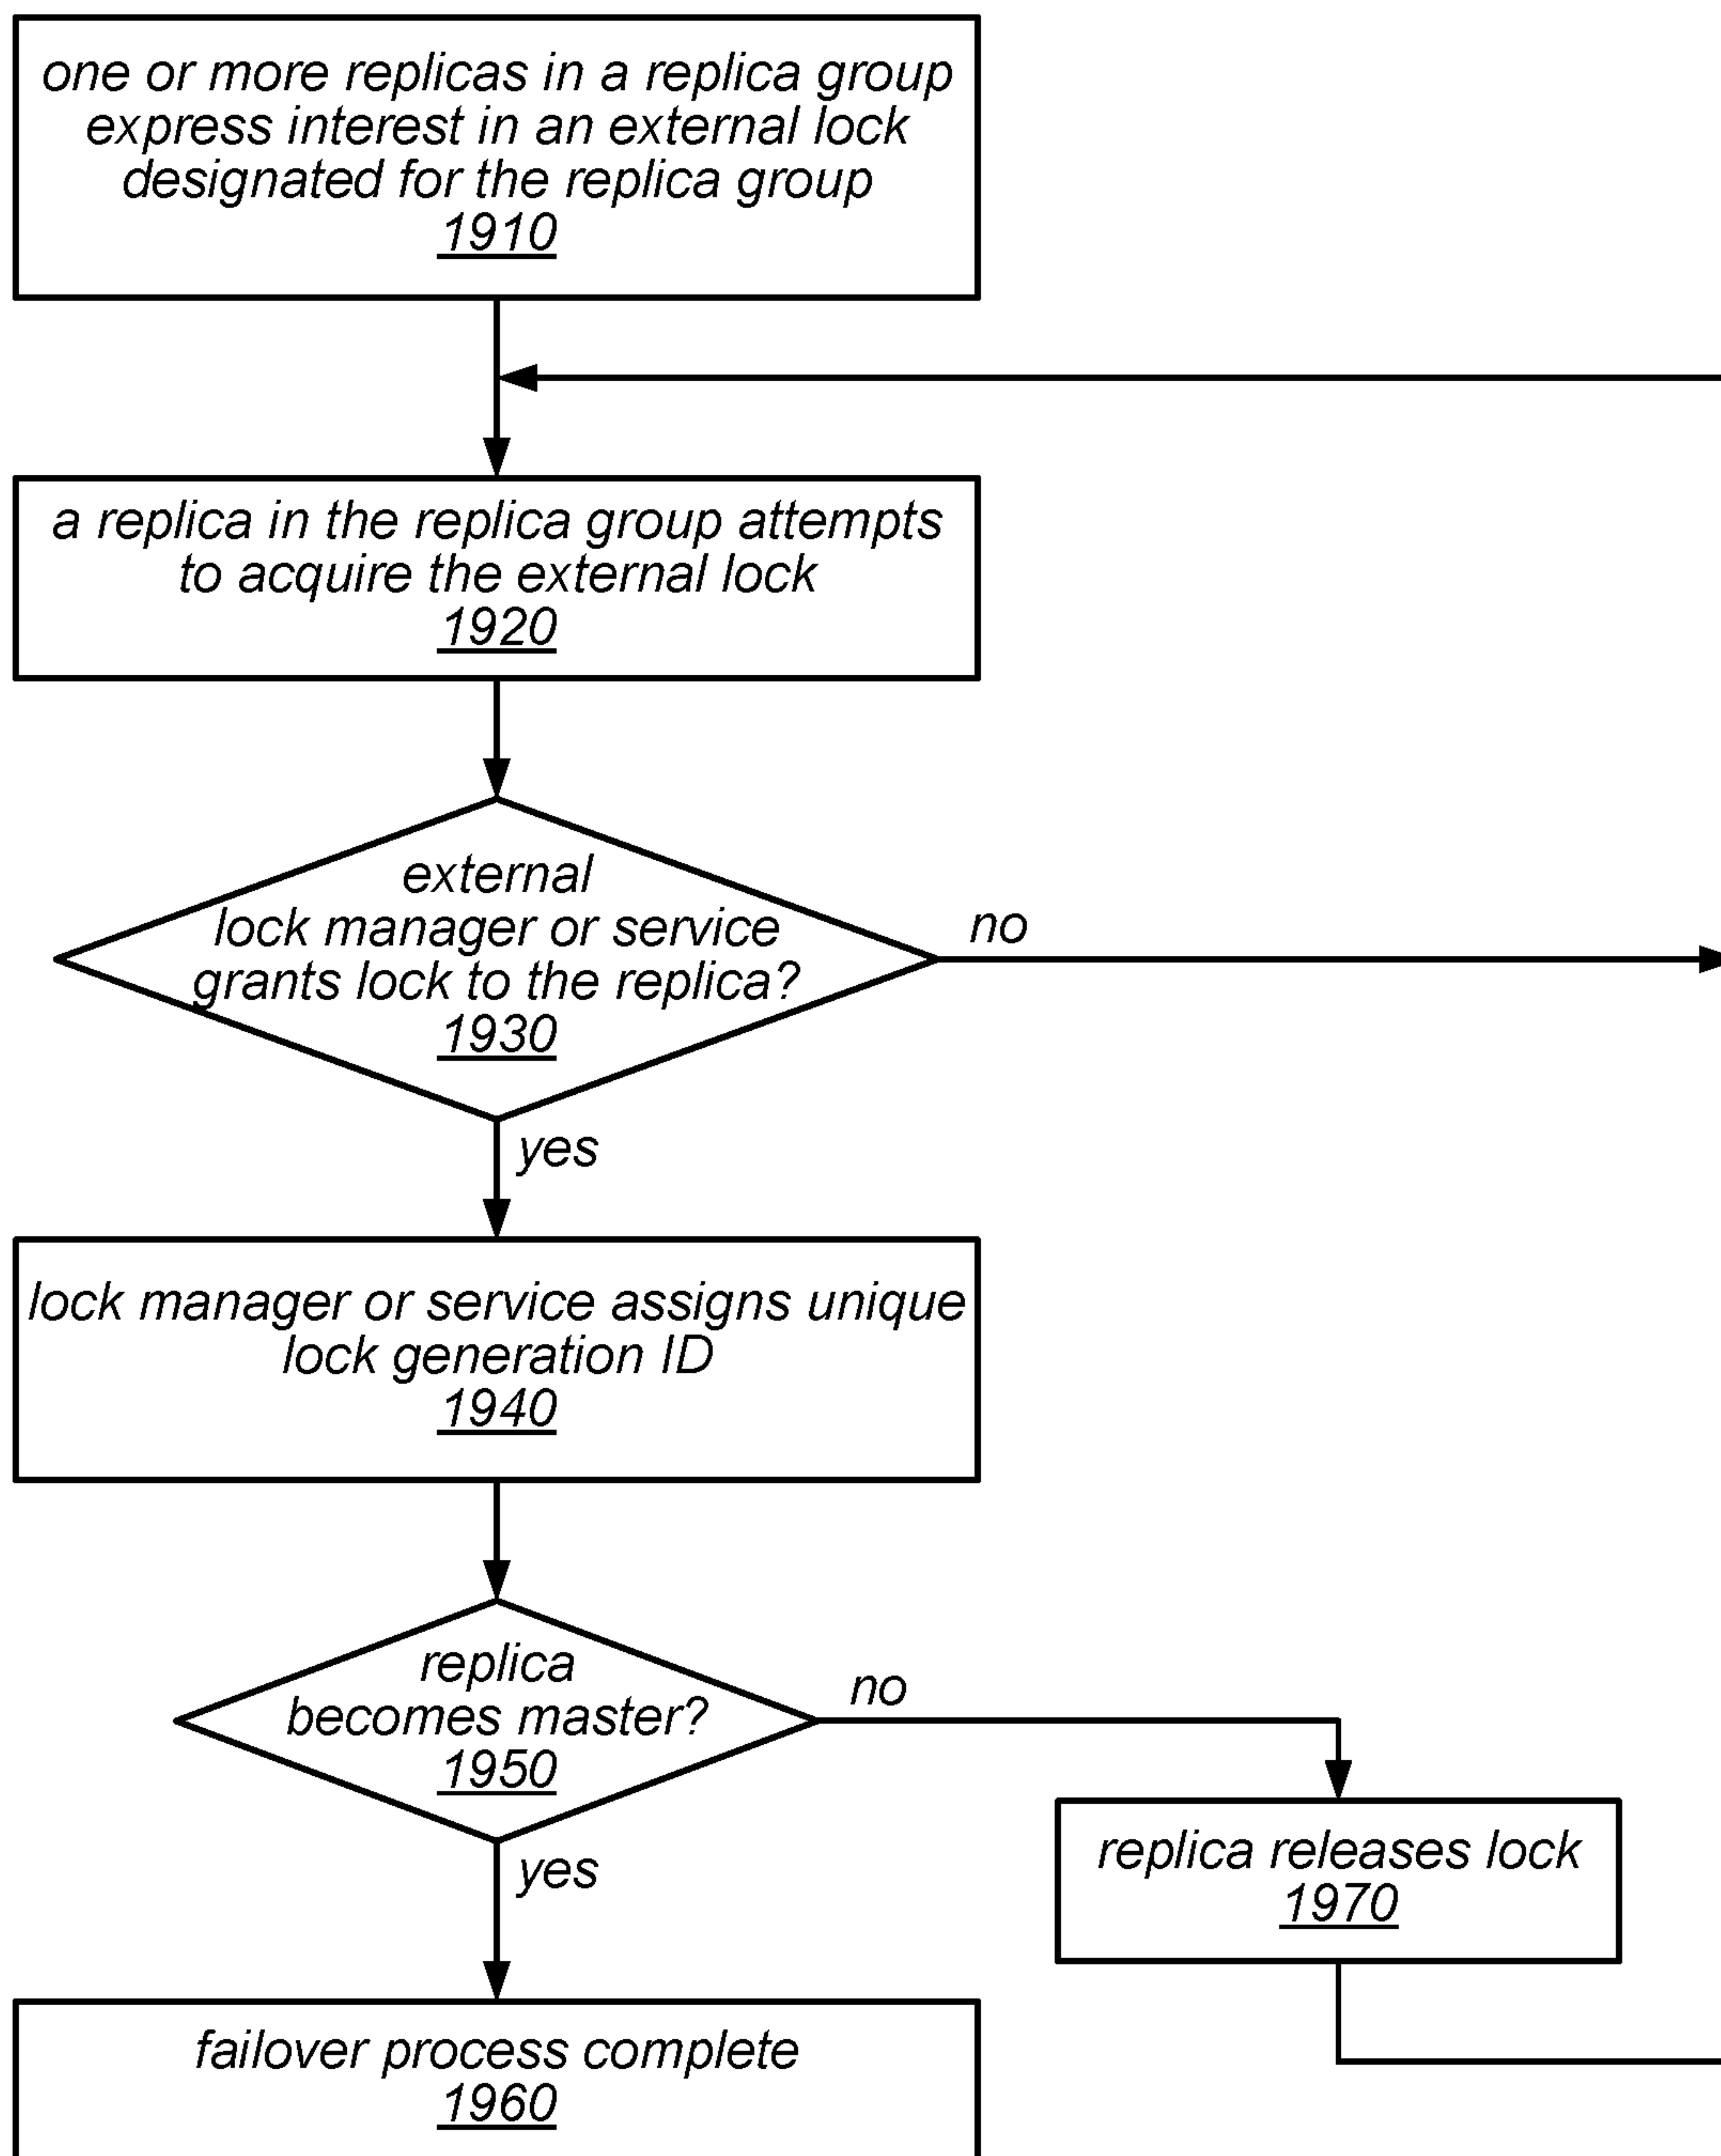 one or more replicas in a replica group
express interest in an external lock
designated for the replica group
1910
a replica in the replica group attempts
to acquire the external lock
1920
external
lock manager or service
grants lock to the replica?
1930
no
yes
lock manager or service assigns unique
lock generation ID
1940
replica
becomes master?
1950
no
yes
replica releases lock
1970
failover process complete
1960